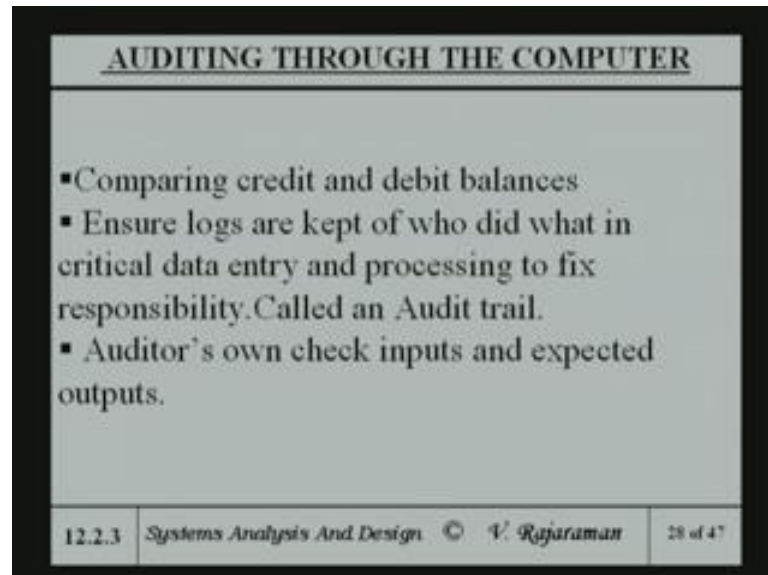 AUDITING THROUGH THE COMPUTER
▪Comparing credit and debit balances
▪ Ensure logs are kept of who did what in
critical data entry and processing to fix
responsibility.Called an Audit trail.
▪ Auditor's own check inputs and expected
outputs.
12.2.3 Systems Analysis And Design © V. Rajaraman 28 of 47